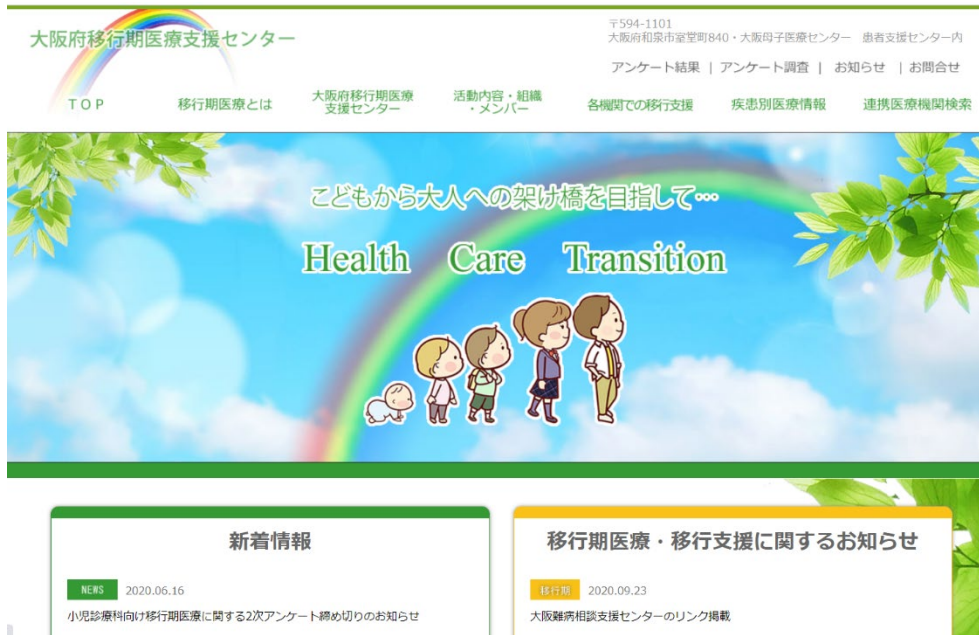 大阪府移行期医療支援センター
〒594-1101
大阪府和泉市室堂町840・大阪母子医療センター 患者支援センター内
アンケート結果 | アンケート調査 | お知らせ | お問合せ
TOP
移行期医療とは
大阪府移行期医療
支援センター
活動内容・組織
・メンバー
各機関での移行支援
疾患別医療情報
連携医療機関検索
こどもから大人への架け橋を目指して…
Health Care Transition
新着情報
NEWS 2020.06.16
小児診療科向け移行期医療に関する2次アンケート締め切りのお知らせ
移行期医療・移行支援に関するお知らせ
移行期 2020.09.23
大阪難病相談支援センターのリンク掲載